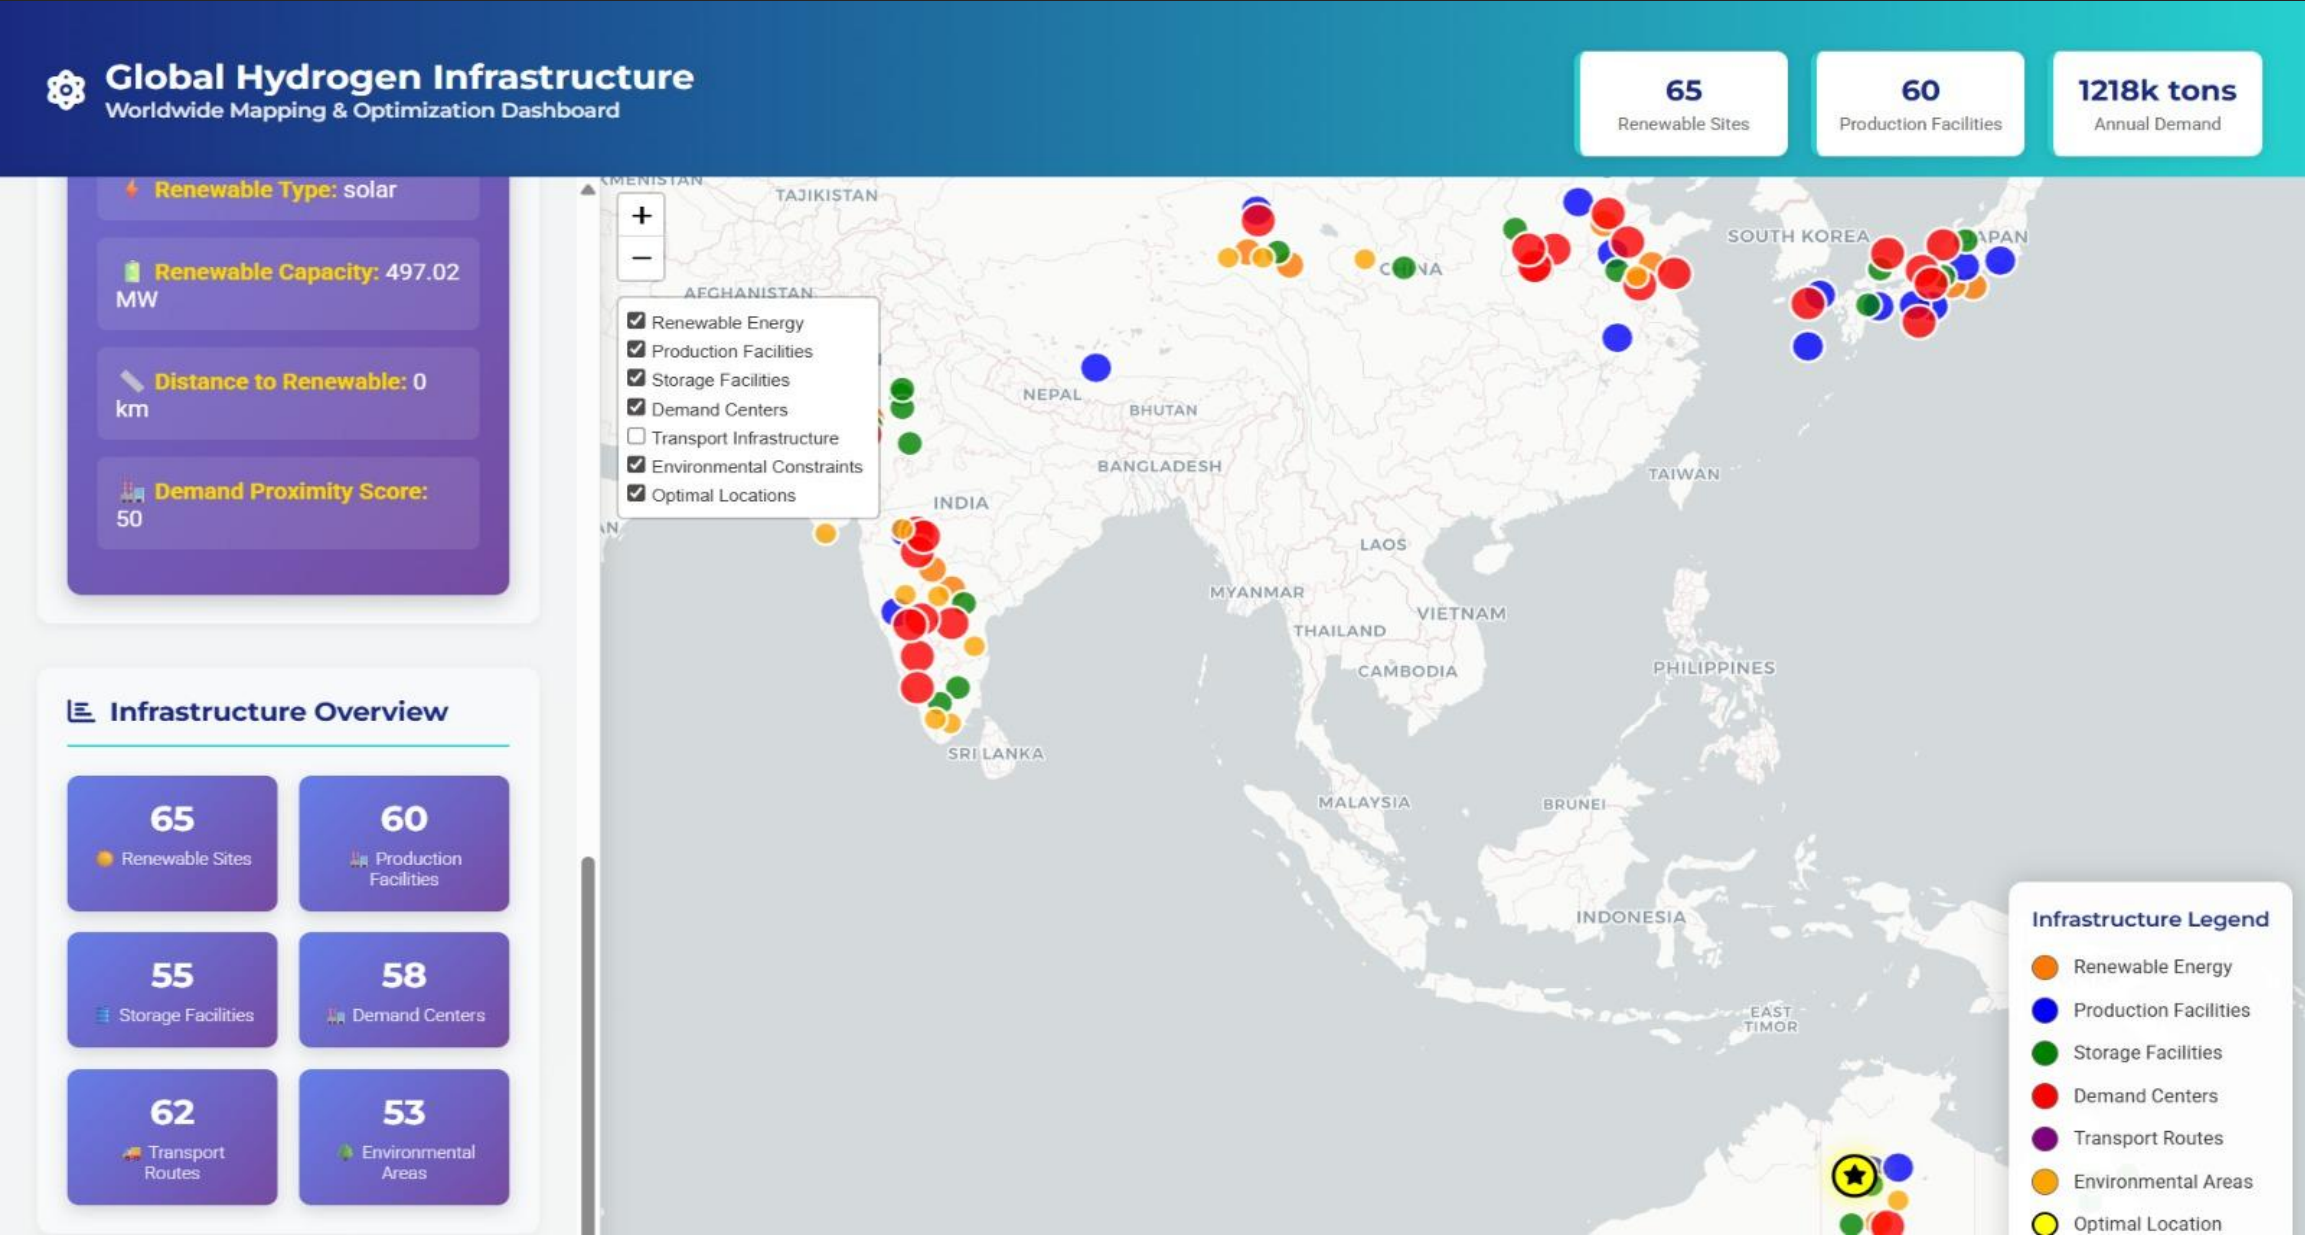 Global Hydrogen Infrastructure
Worldwide Mapping & Optimization Dashboard
65
Renewable Sites
60
Production Facilities
1218k tons
Annual Demand
Renewable Type: solar
Renewable Capacity: 497.02
MW
Distance to Renewable: 0
km
Demand Proximity Score:
50
Infrastructure Overview
65
Renewable Sites
60
Production
Facilities
55
Storage Facilities
58
Demand Centers
62
Transport
Routes
53
Environmental
Areas
+
−
Renewable Energy
Production Facilities
Storage Facilities
Demand Centers
Transport Infrastructure
Environmental Constraints
Optimal Locations
TAJIKISTAN
AFGHANISTAN
CHINA
SOUTH KOREA
JAPAN
NEPAL
BHUTAN
BANGLADESH
INDIA
TAIWAN
LAOS
MYANMAR
VIETNAM
THAILAND
CAMBODIA
PHILIPPINES
SRI LANKA
MALAYSIA
BRUNEI
INDONESIA
EAST
TIMOR
Infrastructure Legend
Renewable Energy
Production Facilities
Storage Facilities
Demand Centers
Transport Routes
Environmental Areas
Optimal Location